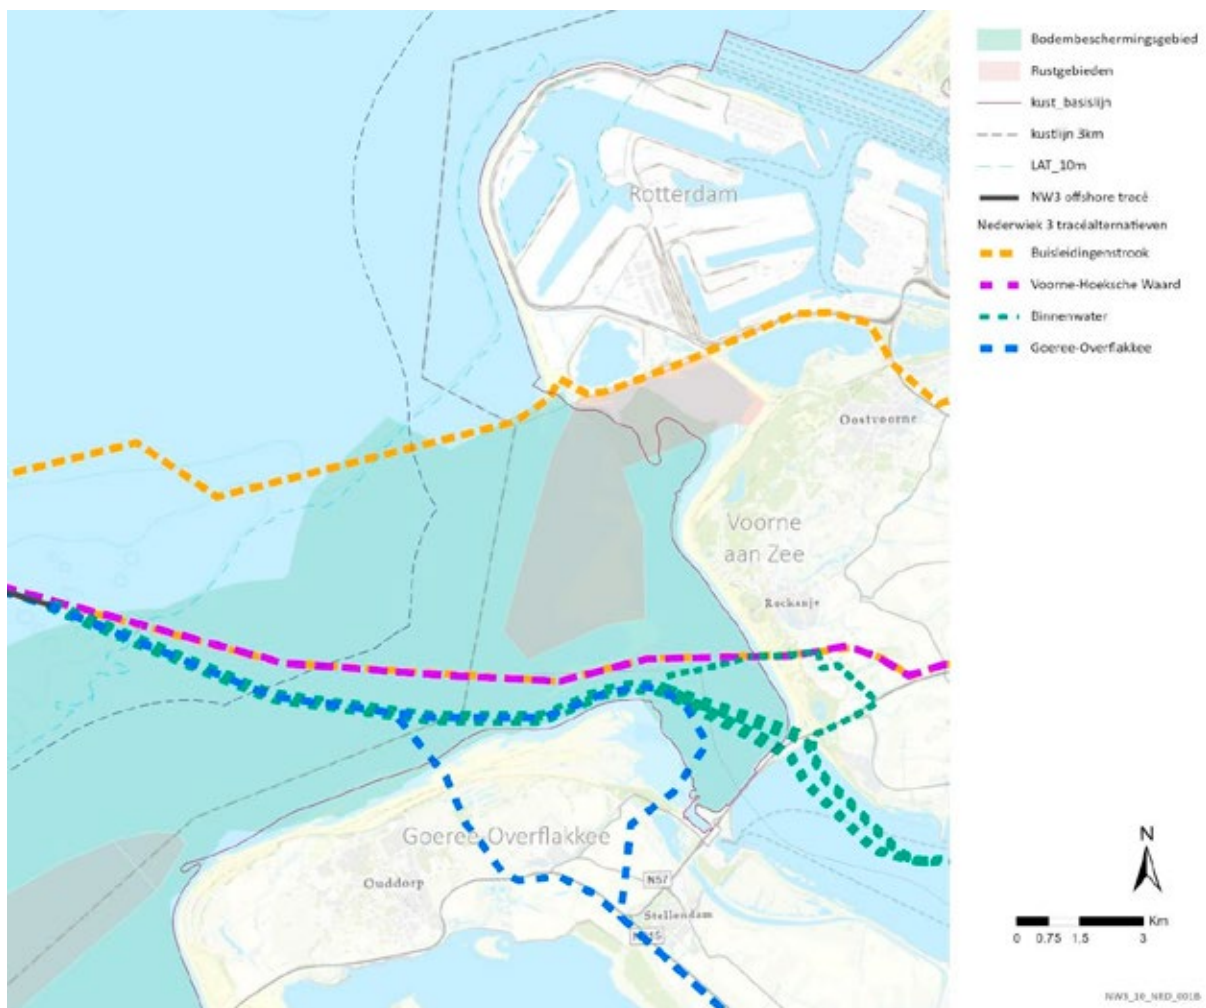 Bodembeschermingsgebied
Rustgebieden
kust_basislijn
kustlijn 3km
LAT_10m
NW3 offshore tracé
Nederwiek 3 tracéalternatieven
Buisleidingenstrook
Voorne-Hoeksche Waard
Binnenwater
Goeree-Overflakkee
Rotterdam
Oostvoorne
Voorne
aan Zee
Rockanje
Goeree-Overflakkee
Ouddorp
N57
Stellendam
N
0 0.75 1,5 3 Km